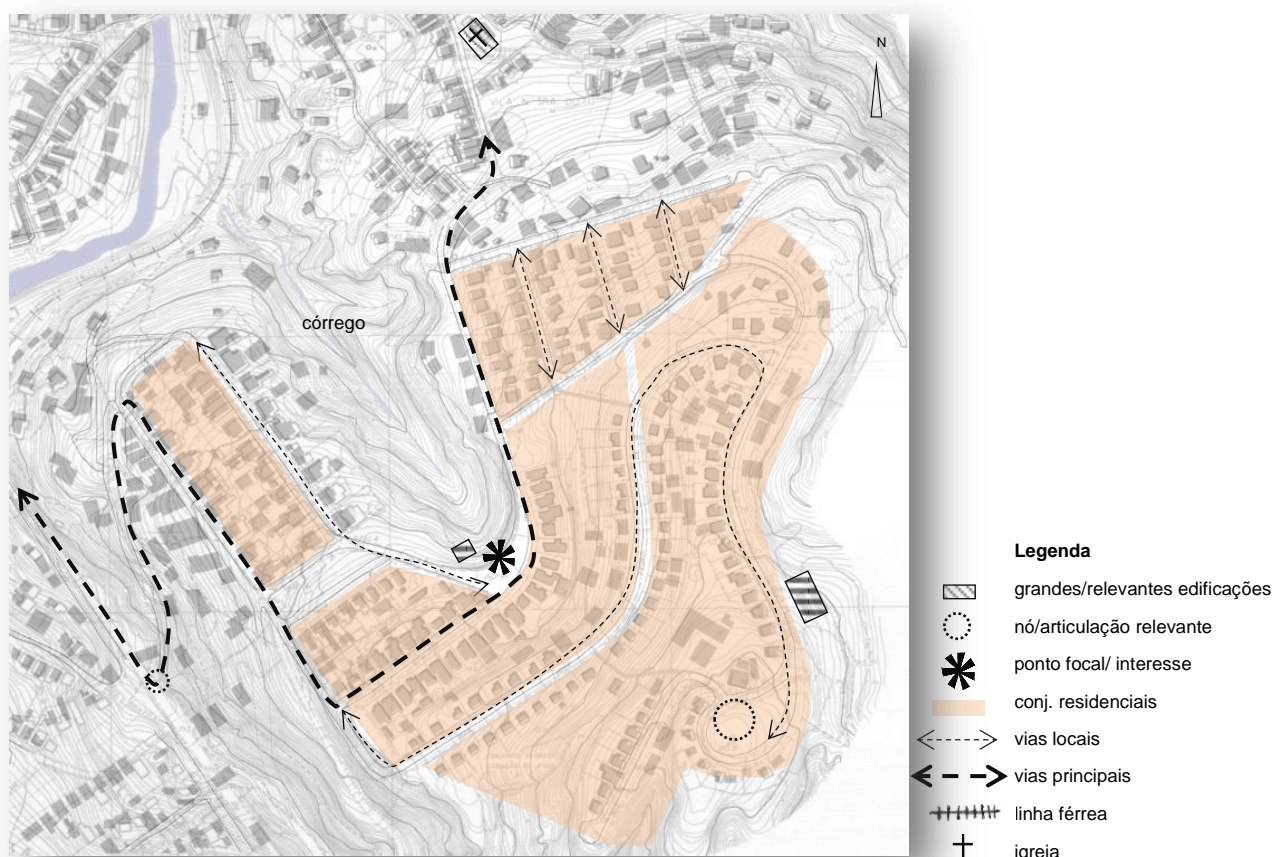 N
córrego
Legenda
grandes/relevantes edificações
nó/articulação relevante
ponto focal/ interesse
conj. residenciais
vias locais
vias principais
linha férrea
igreja